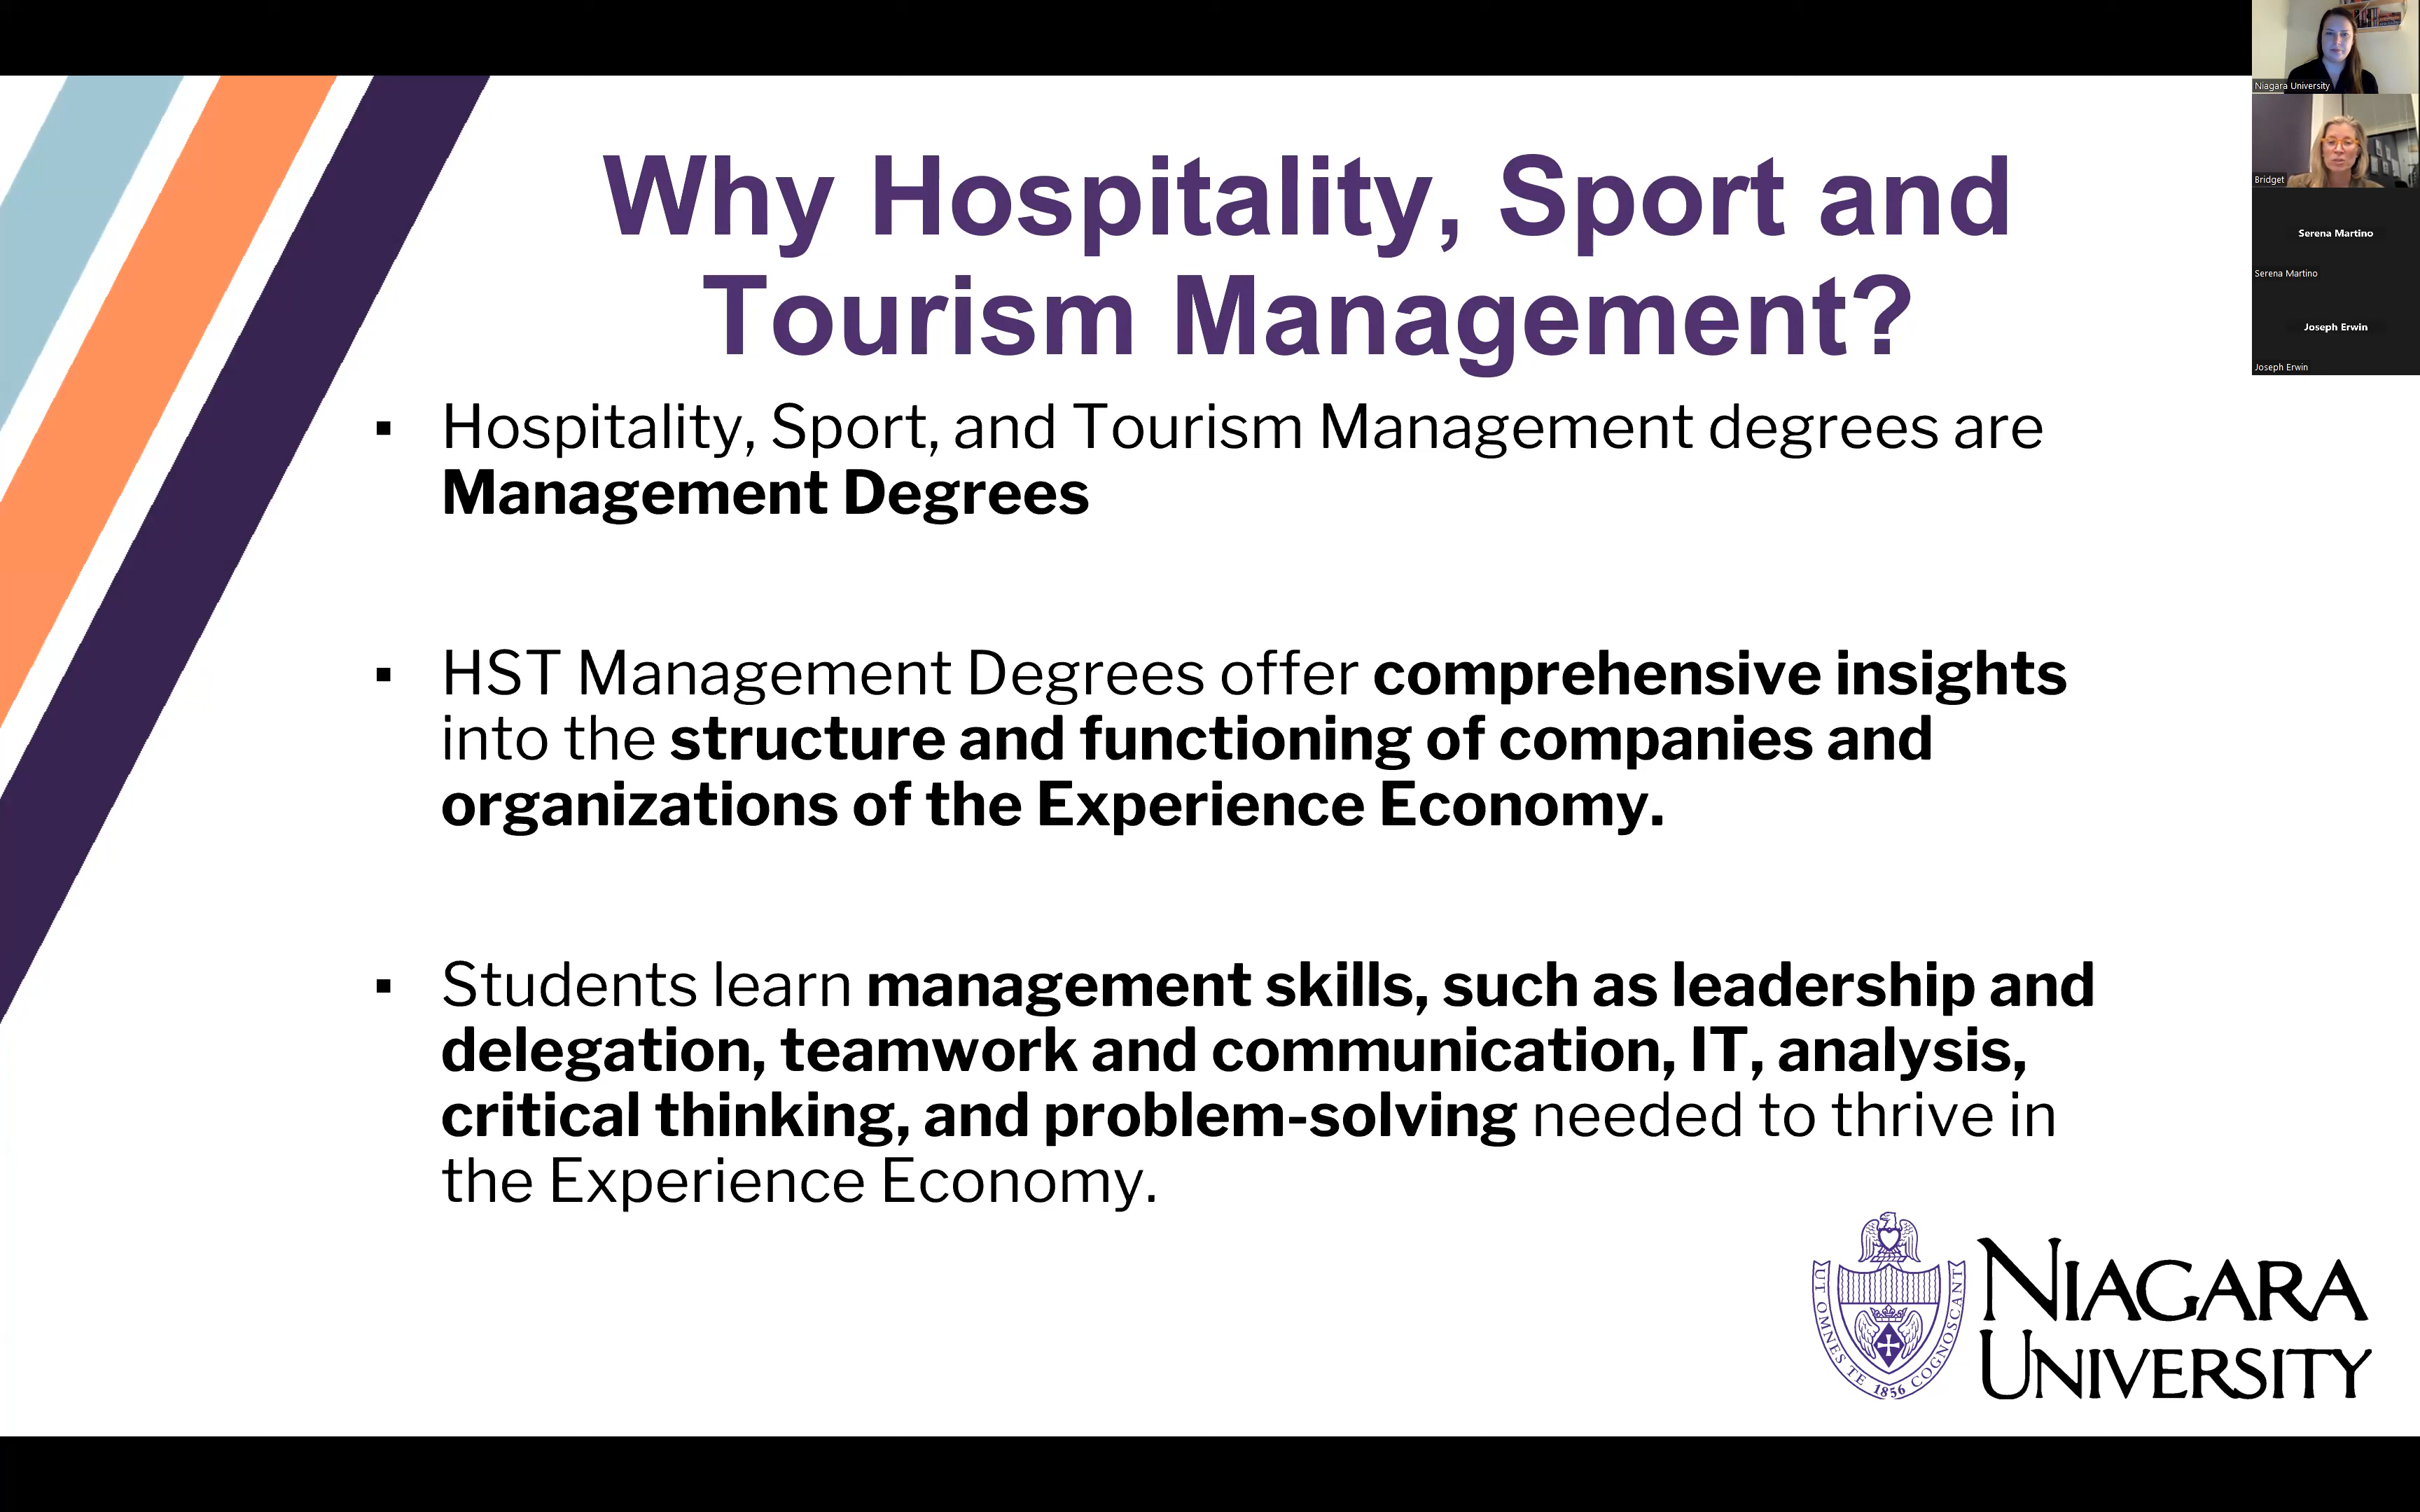 Why Hospitality, Sport and
Tourism Management?
▪ Hospitality, Sport, and Tourism Management degrees are
Management Degrees
▪ HST Management Degrees offer comprehensive insights
into the structure and functioning of companies and
organizations of the Experience Economy.
▪ Students learn management skills, such as leadership and
delegation, teamwork and communication, IT, analysis,
critical thinking, and problem-solving needed to thrive in
the Experience Economy.
UT OMNES TE COGNOSCANT
1856
NIAGARA
UNIVERSITY
Niagara University
Bridget
Serena Martino
Serena Martino
Joseph Erwin
Joseph Erwin